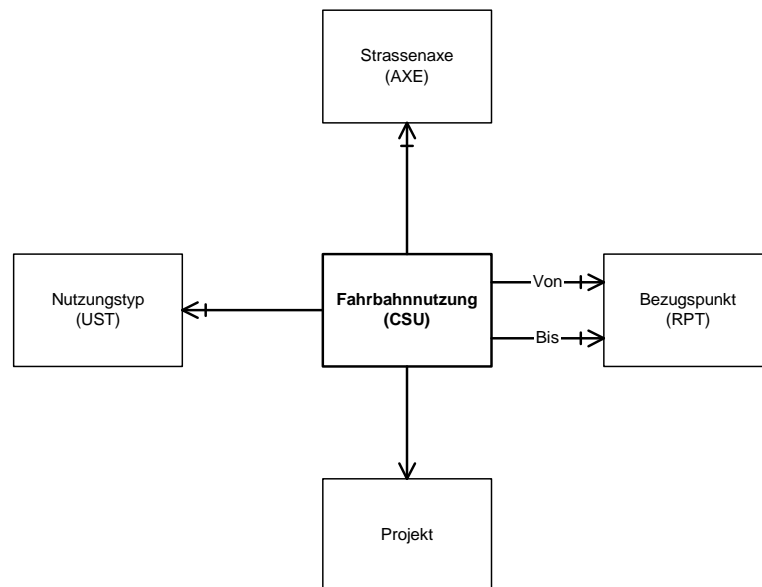 Strassenaxe
(AXE)
Nutzungstyp
(UST)
Fahrbahnnutzung
(CSU)
Von
Bis
Bezugspunkt
(RPT)
Projekt